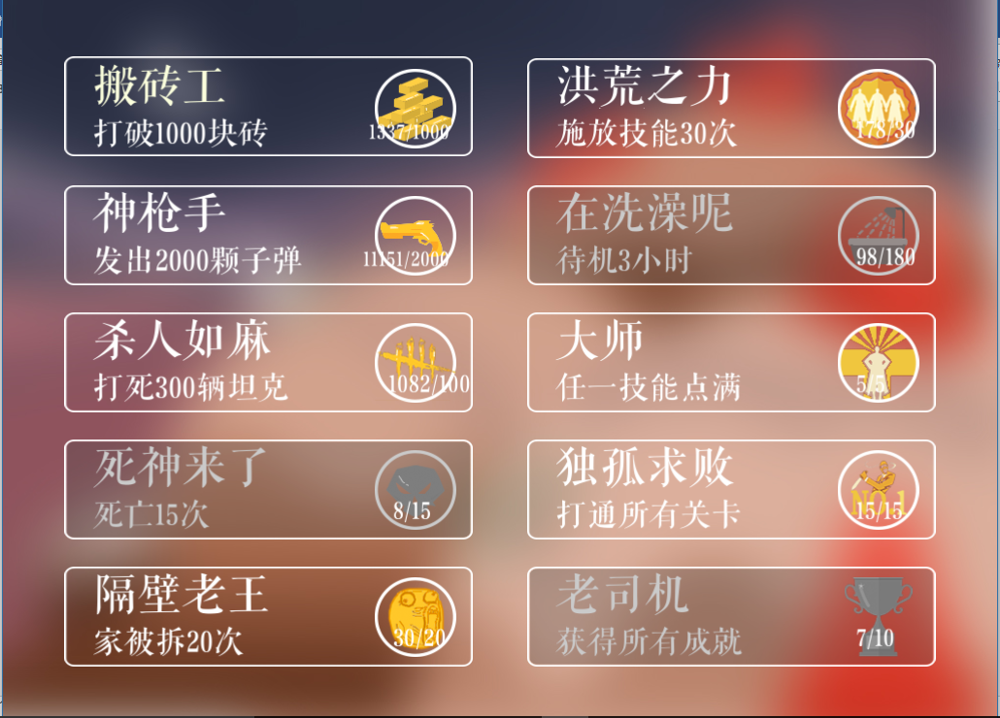 搬砖工
打破1000块砖
1337/1000
洪荒之力
施放技能30次
178/30
神枪手
发出2000颗子弹
11151/2000
在洗澡呢
待机3小时
98/180
杀人如麻
打死300辆坦克
1082/100
大师
任一技能点满
5/5
死神来了
死亡15次
8/15
独孤求败
打通所有关卡
NO.1
15/15
隔壁老王
家被拆20次
30/20
老司机
获得所有成就
7/10